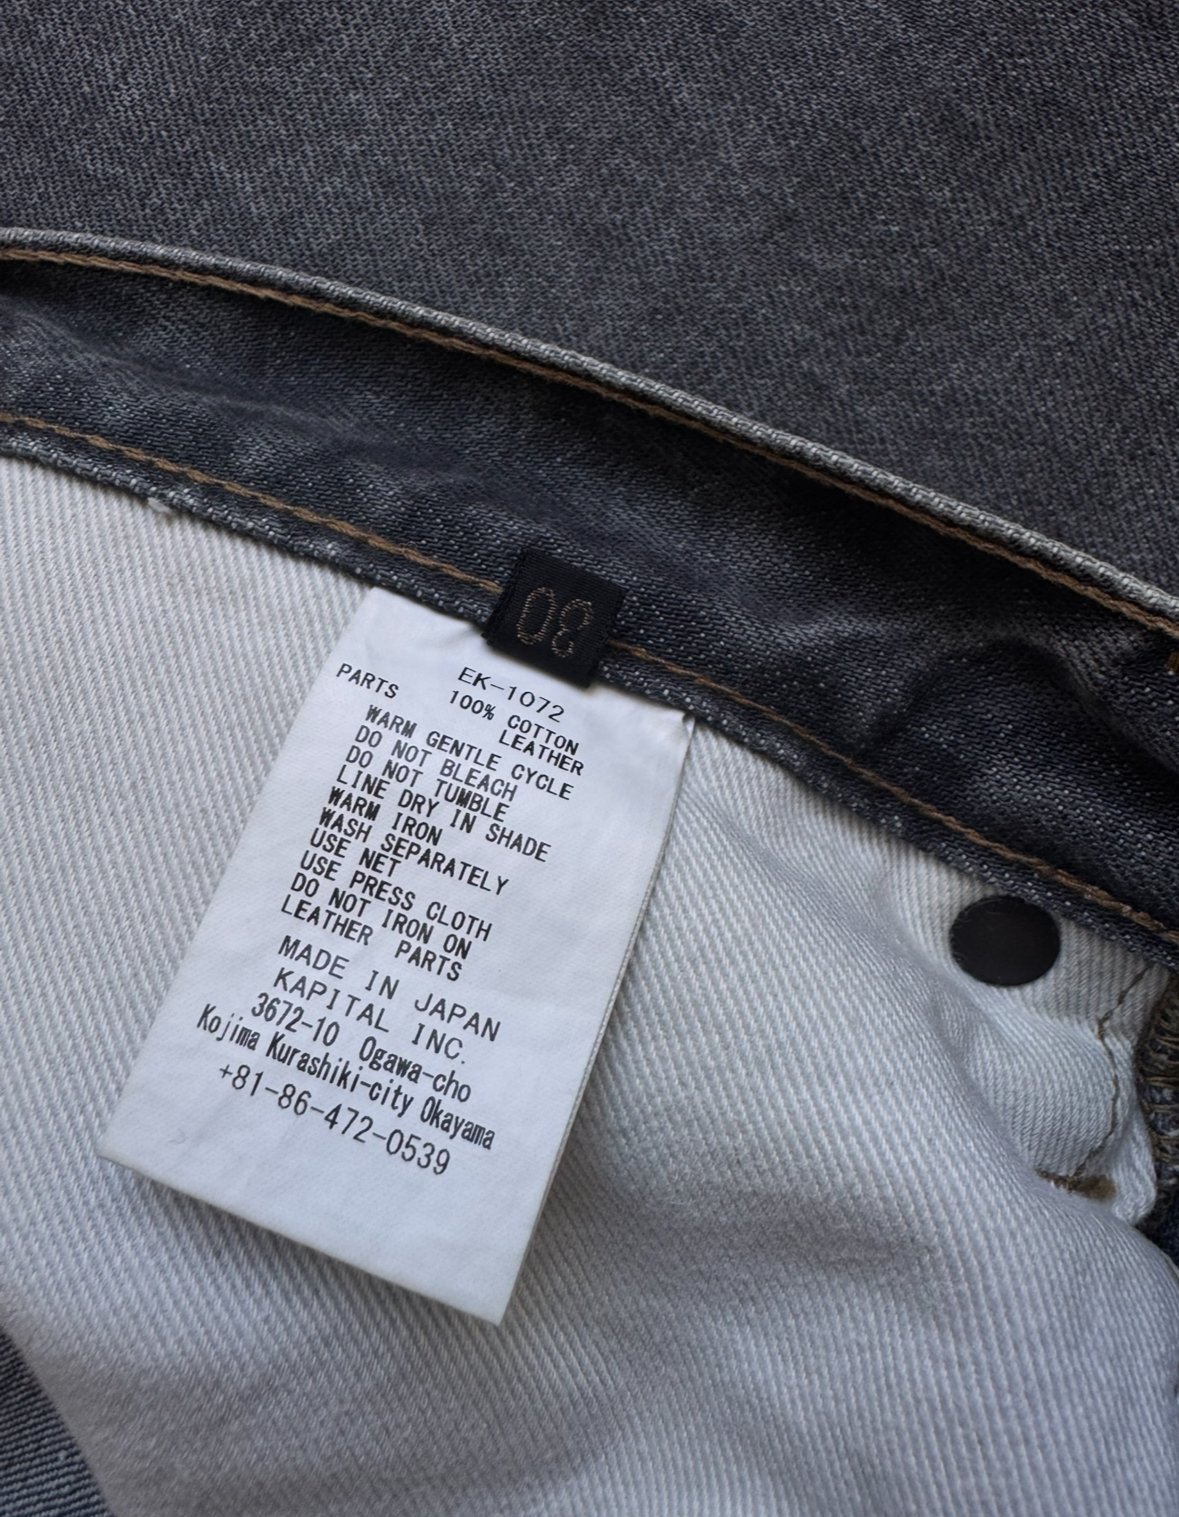 30
EK-1072
100% COTTON
PARTS LEATHER
WARM GENTLE CYCLE
DO NOT BLEACH
DO NOT TUMBLE
LINE DRY IN SHADE
WARM IRON
WASH SEPARATELY
USE NET
USE PRESS CLOTH
DO NOT IRON ON
LEATHER PARTS
MADE IN JAPAN
KAPITAL INC.
3672-10 Ogawa-cho
Kojima Kurashiki-city Okayama
+81-86-472-0539